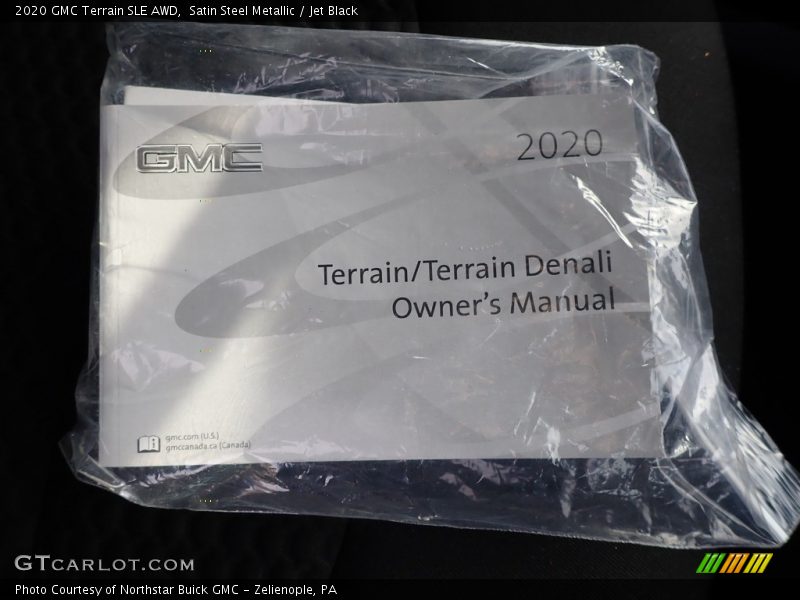 2020 GMC Terrain SLE AWD,  Satin Steel Metallic / Jet Black
GMC
2020
Terrain/Terrain Denali
Owner's Manual
gmc.com (U.S.)
gmccanada.ca (Canada)
GTCARLOT.COM
Photo Courtesy of Northstar Buick GMC - Zelienople, PA